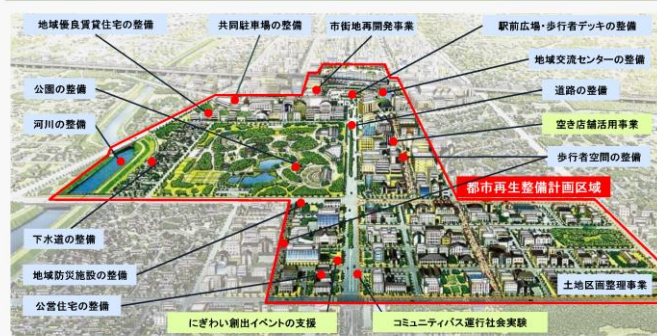 地域優良賃貸住宅の整備
共同駐車場の整備
市街地再開発事業
駅前広場・歩行者デッキの整備
公園の整備
地域交流センターの整備
道路の整備
河川の整備
空き店舗活用事業
歩行者空間の整備
都市再生整備計画区域
下水道の整備
地域防災施設の整備
土地区画整理事業
公営住宅の整備
にぎわい創出イベントの支援
コミュニティバス運行社会実験